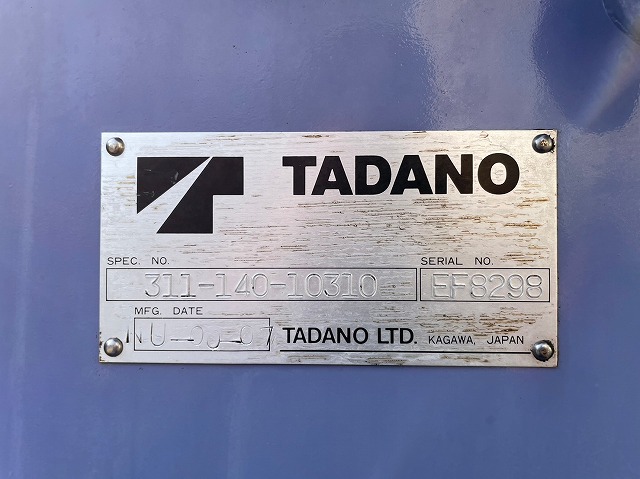 TADANO
SPEC. NO.
311-140-10310
SERIAL NO.
EF8298
MFG. DATE
TADANO LTD. KAGAWA, JAPAN